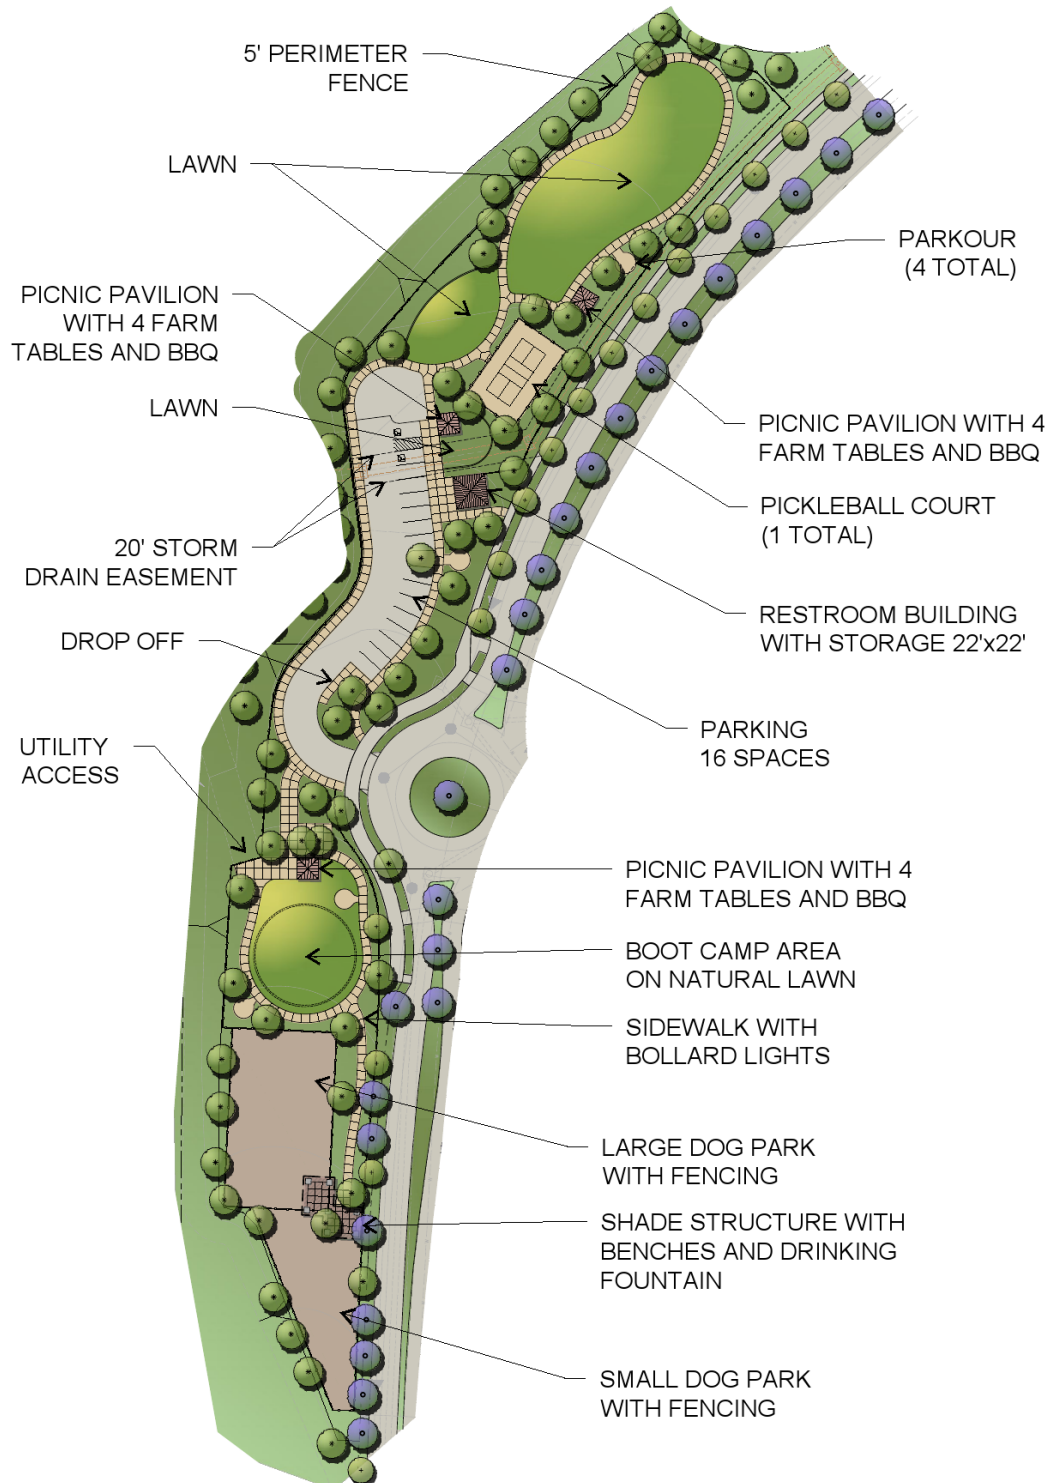 5' PERIMETER
FENCE
LAWN
PARKOUR
(4 TOTAL)
PICNIC PAVILION
WITH 4 FARM
TABLES AND BBQ
LAWN
PICNIC PAVILION WITH 4
FARM TABLES AND BBQ
PICKLEBALL COURT
(1 TOTAL)
20' STORM
DRAIN EASEMENT
RESTROOM BUILDING
WITH STORAGE 22'x22'
DROP OFF
PARKING
16 SPACES
UTILITY
ACCESS
PICNIC PAVILION WITH 4
FARM TABLES AND BBQ
BOOT CAMP AREA
ON NATURAL LAWN
SIDEWALK WITH
BOLLARD LIGHTS
LARGE DOG PARK
WITH FENCING
SHADE STRUCTURE WITH
BENCHES AND DRINKING
FOUNTAIN
SMALL DOG PARK
WITH FENCING